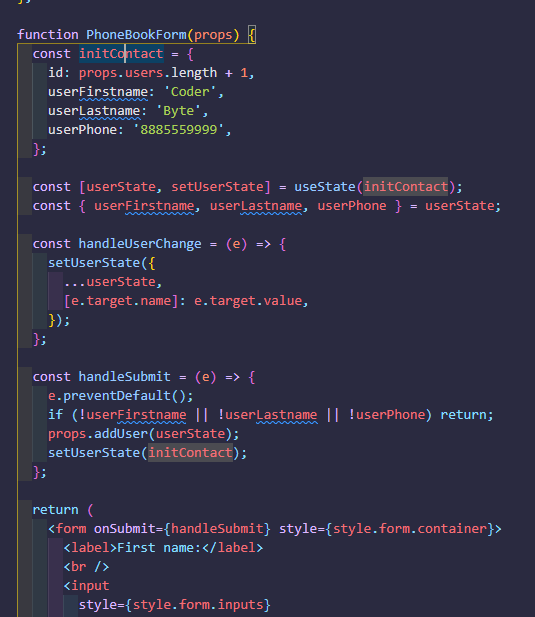 };
function PhoneBookForm(props) {
const initContact = {
id: props.users.length + 1,
userFirstname: 'Coder',
userLastname: 'Byte',
userPhone: '8885559999',
};
const [userState, setUserState] = useState(initContact);
const { userFirstname, userLastname, userPhone } = userState;
const handleUserChange = (e) => {
setUserState({
...userState,
[e.target.name]: e.target.value,
});
};
const handleSubmit = (e) => {
e.preventDefault();
if (!userFirstname || !userLastname || !userPhone) return;
props.addUser(userState);
setUserState(initContact);
};
return (
<form onSubmit={handleSubmit} style={style.form.container}>
<label>First name:</label>
<br />
<input
style={style.form.inputs}